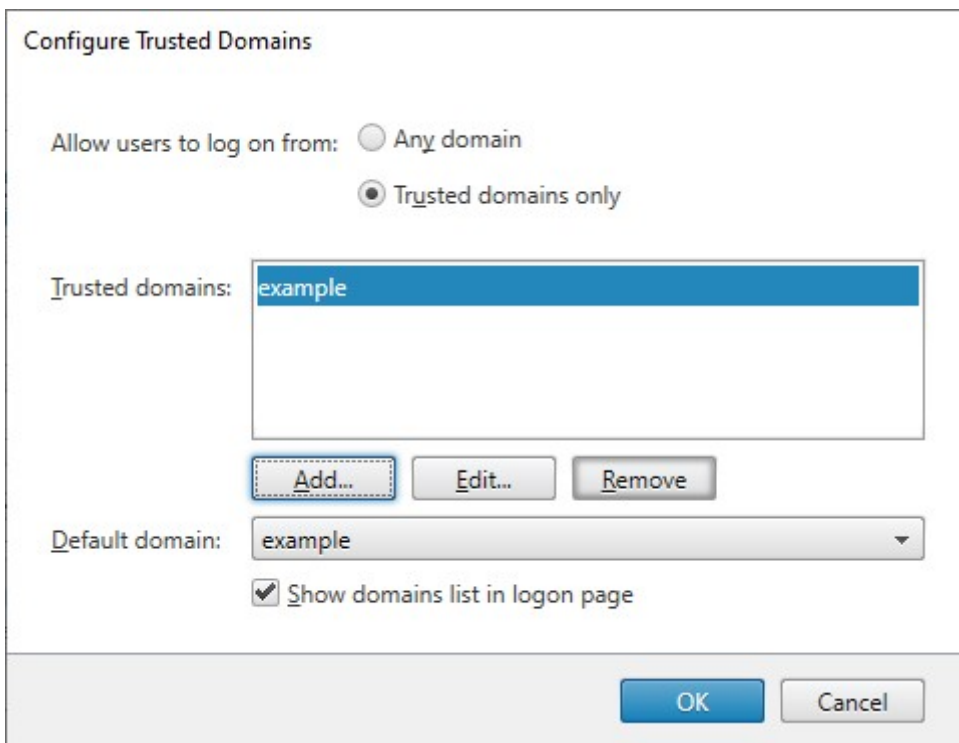 Configure Trusted Domains
Allow users to log on from: Any domain
Trusted domains only
Trusted domains: example
Add... Edit... Remove
Default domain: example
Show domains list in logon page
OK Cancel